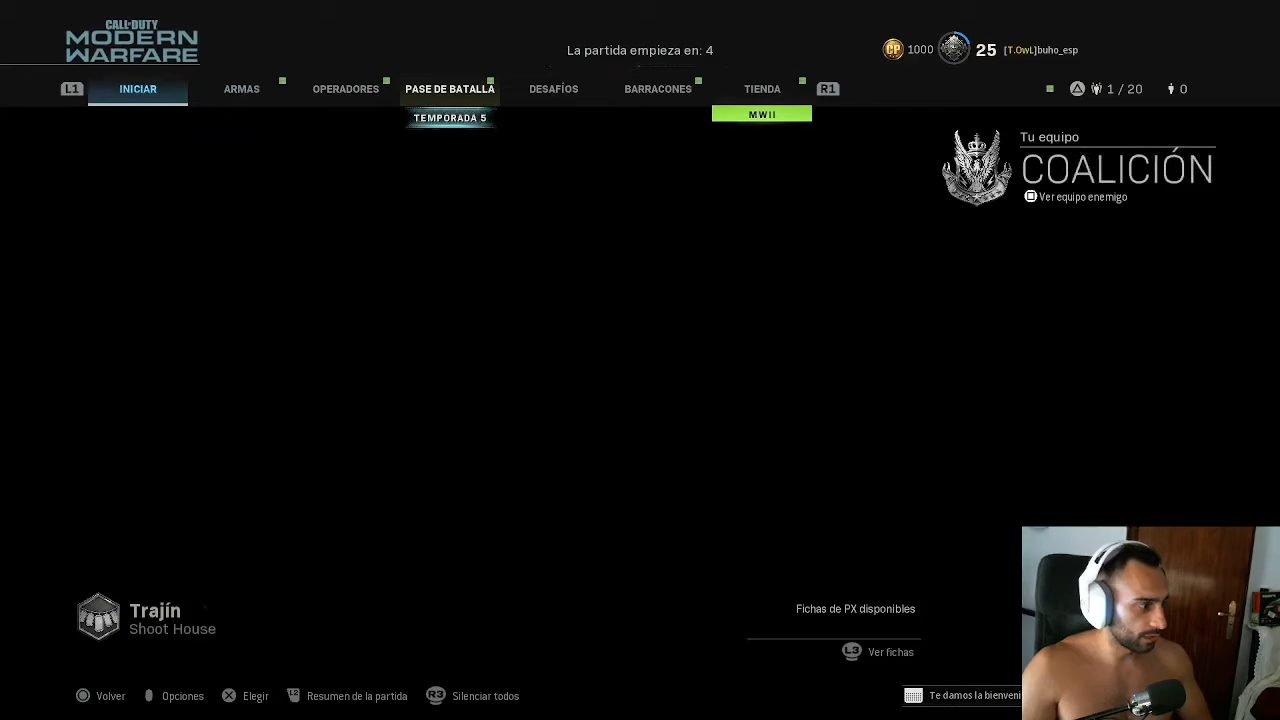 CALL OF DUTY
MODERN
WARFARE
La partida empieza en: 4
CP 1000 25 [T.OwL]buho_esp
L1 INICIAR ARMAS OPERADORES PASE DE BATALLA DESAFÍOS BARRACONES TIENDA R1 1 / 20 0
TEMPORADA 5 MWII
Tu equipo
COALICIÓN
Ver equipo enemigo
Trajín
Shoot House
Fichas de PX disponibles
L3 Ver fichas
Volver Opciones Elegir L2 Resumen de la partida R3 Silenciar todos
Te damos la bienveni